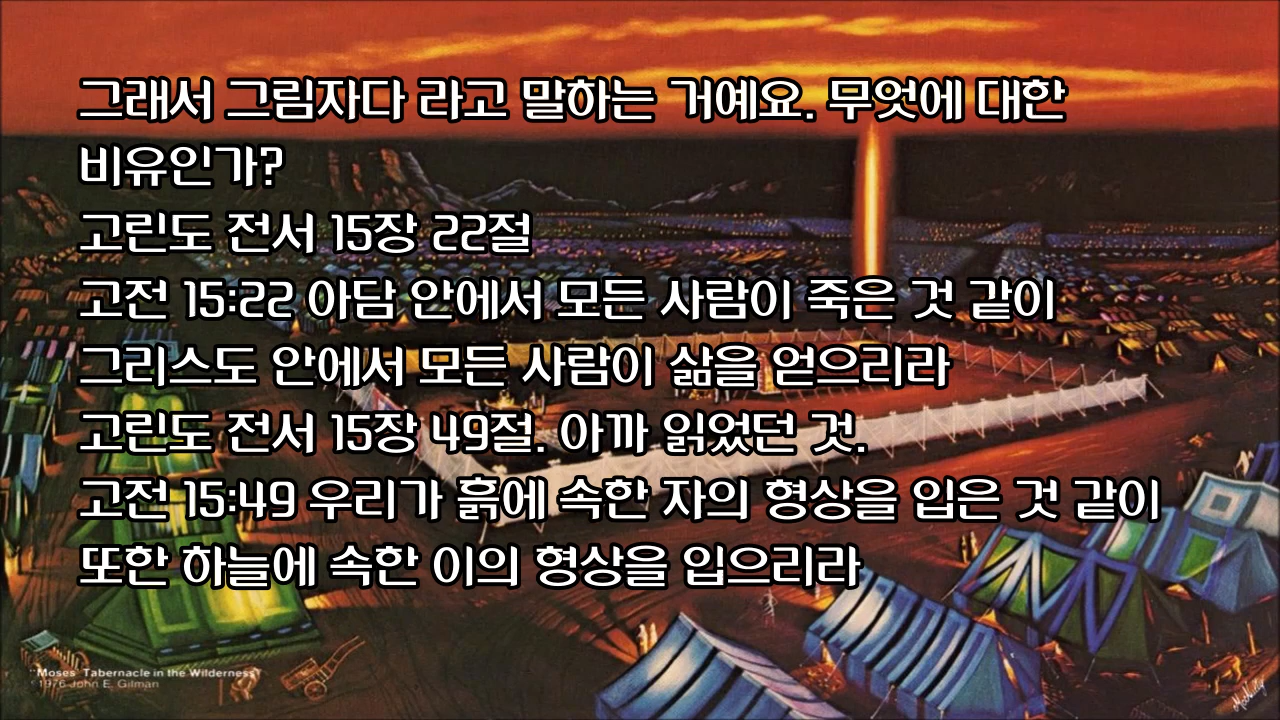 그래서 그림자다 라고 말하는 거예요. 무엇에 대한
비유인가?
고린도 전서 15장 22절
고전 15:22 아담 안에서 모든 사람이 죽은 것 같이
그리스도 안에서 모든 사람이 삶을 얻으리라
고린도 전서 15장 49절. 아까 읽었던 것.
고전 15:49 우리가 흙에 속한 자의 형상을 입은 것 같이
또한 하늘에 속한 이의 형상을 입으리라
"Moses' Tabernacle in the Wilderness"
1976 John E. Gilman